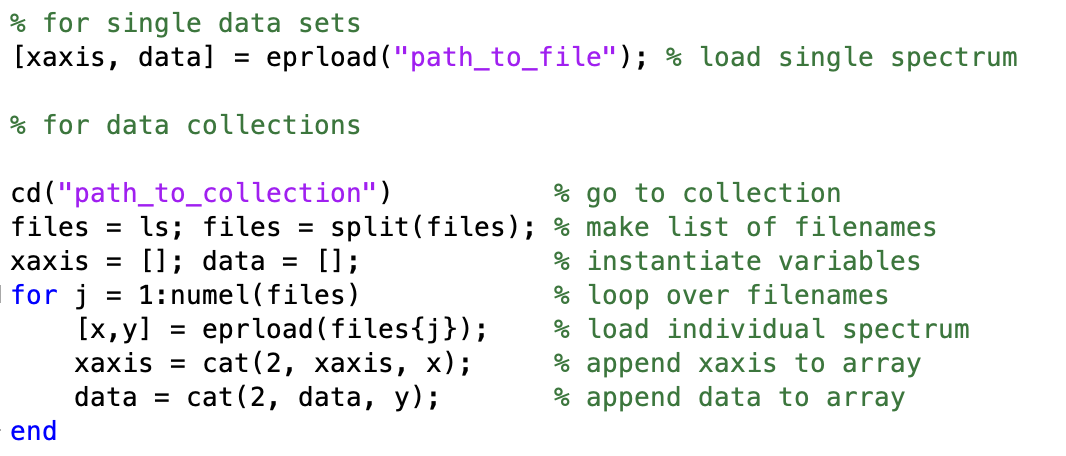 % for single data sets
[xaxis, data] = eprload("path_to_file"); % load single spectrum
% for data collections
cd("path_to_collection") % go to collection
files = ls; files = split(files); % make list of filenames
xaxis = []; data = []; % instantiate variables
for j = 1:numel(files) % loop over filenames
[x,y] = eprload(files{j}); % load individual spectrum
xaxis = cat(2, xaxis, x); % append xaxis to array
data = cat(2, data, y); % append data to array
end